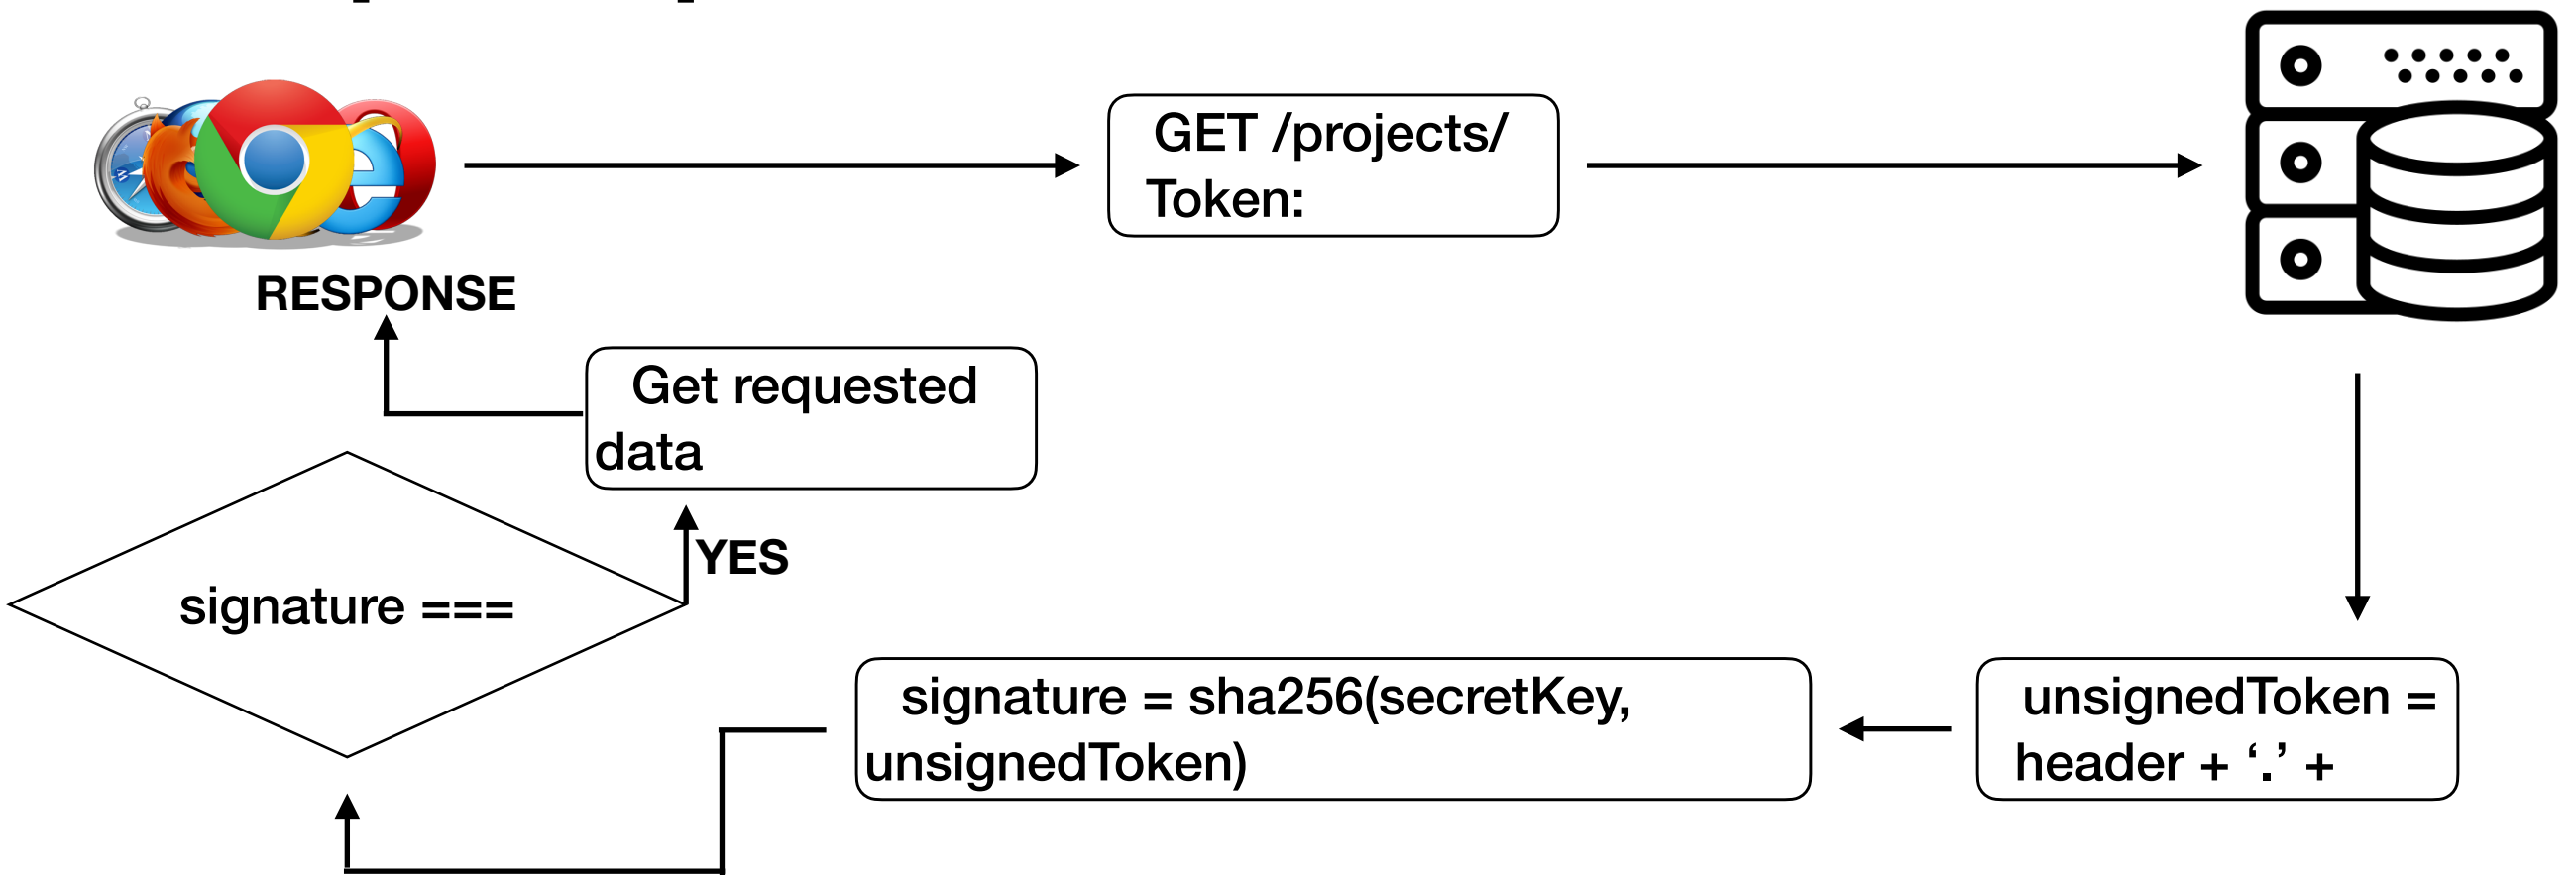 GET /projects/
Token:
RESPONSE
Get requested
data
YES
signature ===
signature = sha256(secretKey,
unsignedToken)
unsignedToken =
header + ‘.’ +